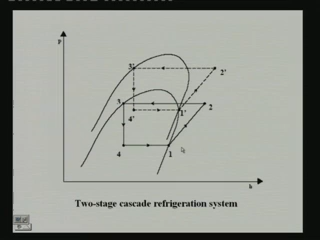 P
3'
2'
3
2
4'
1'
4
1
h
Two-stage cascade refrigeration system